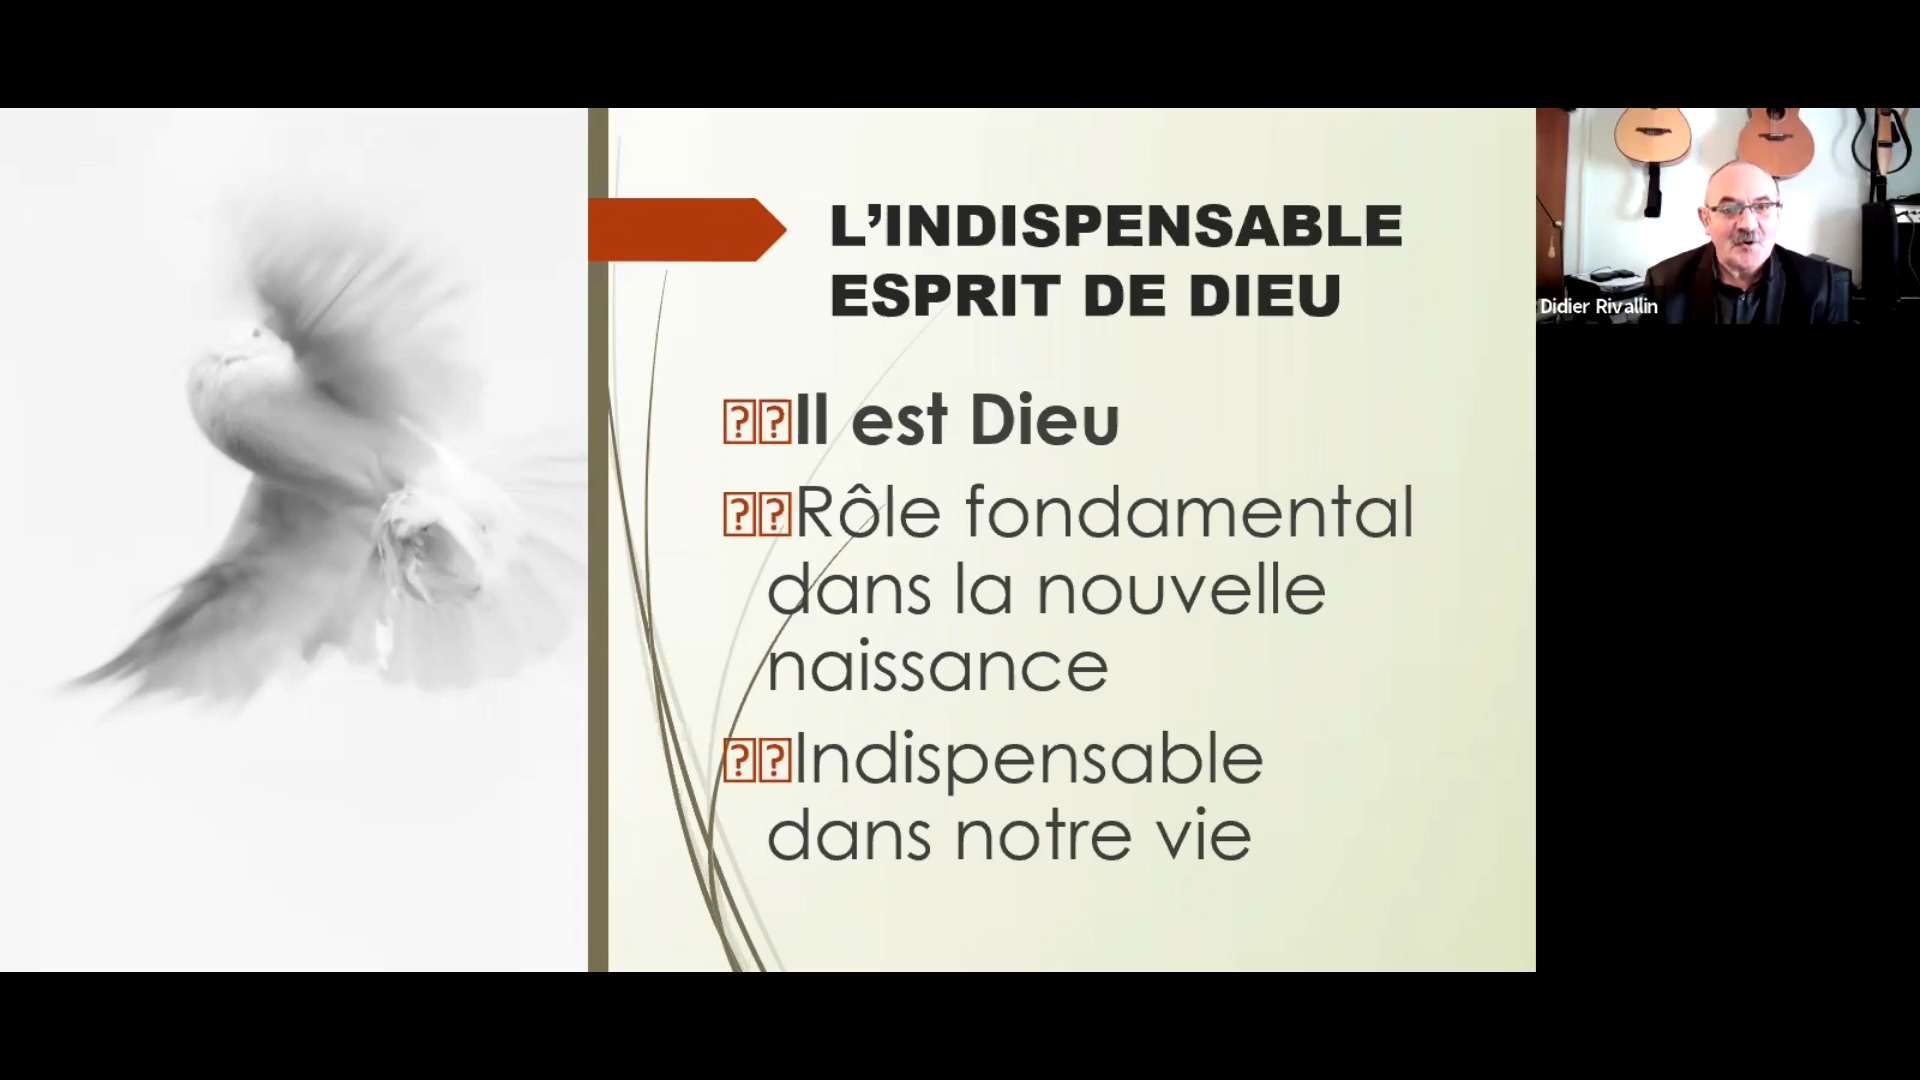 L’INDISPENSABLE
ESPRIT DE DIEU
Il est Dieu
Rôle fondamental
dans la nouvelle
naissance
Indispensable
dans notre vie
Didier Rivallin